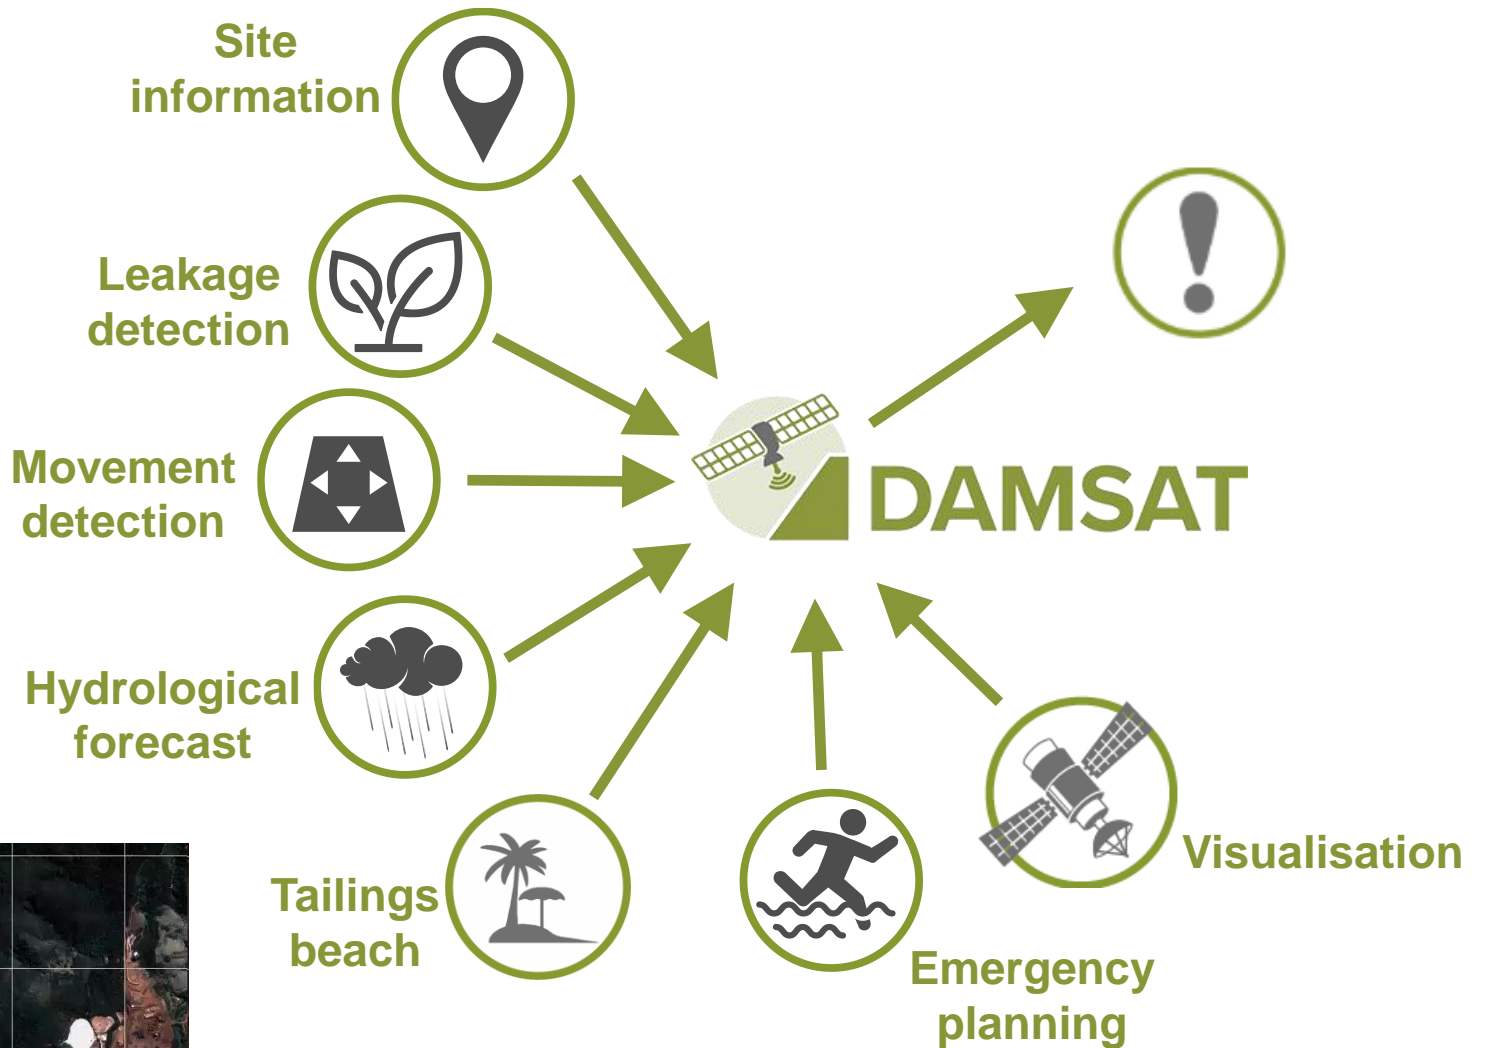 Site
information
Leakage
detection
Movement
detection
DAMSAT
Hydrological
forecast
Tailings
beach
Visualisation
Emergency
planning